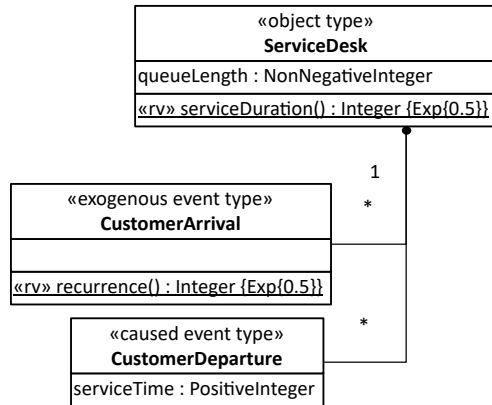 «object type»
ServiceDesk
queueLength : NonNegativeInteger
«rv» serviceDuration() : Integer {Exp{0.5}}
1
*
«exogenous event type»
CustomerArrival
«rv» recurrence() : Integer {Exp{0.5}}
*
«caused event type»
CustomerDeparture
serviceTime : PositiveInteger